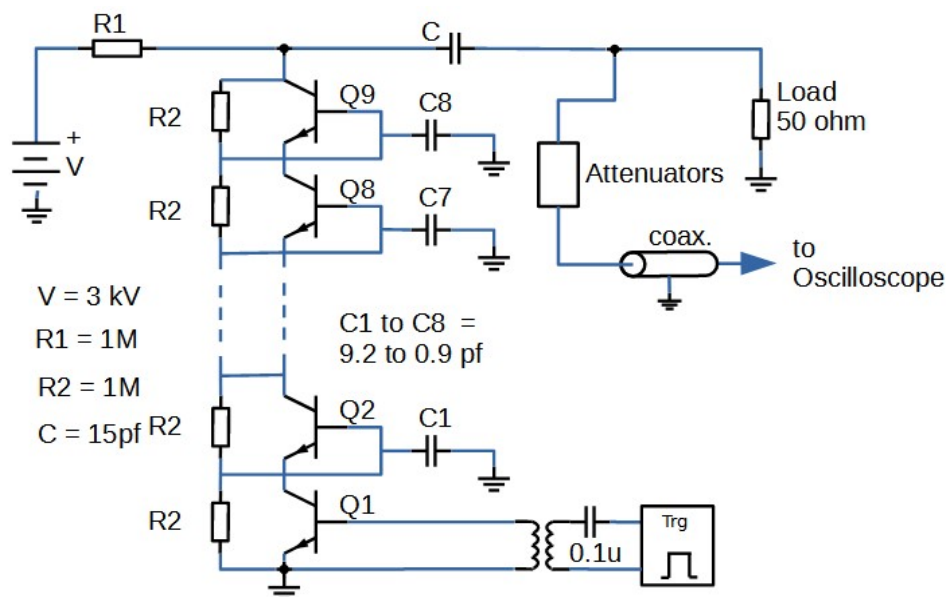 R1
C
R2
Q9
C8
Load
50 ohm
+
V
R2
Q8
C7
Attenuators
coax.
to
Oscilloscope
V = 3 kV
R1 = 1M
R2 = 1M
C = 15pf
C1 to C8 =
9.2 to 0.9 pf
R2
Q2
C1
R2
Q1
0.1u
Trg